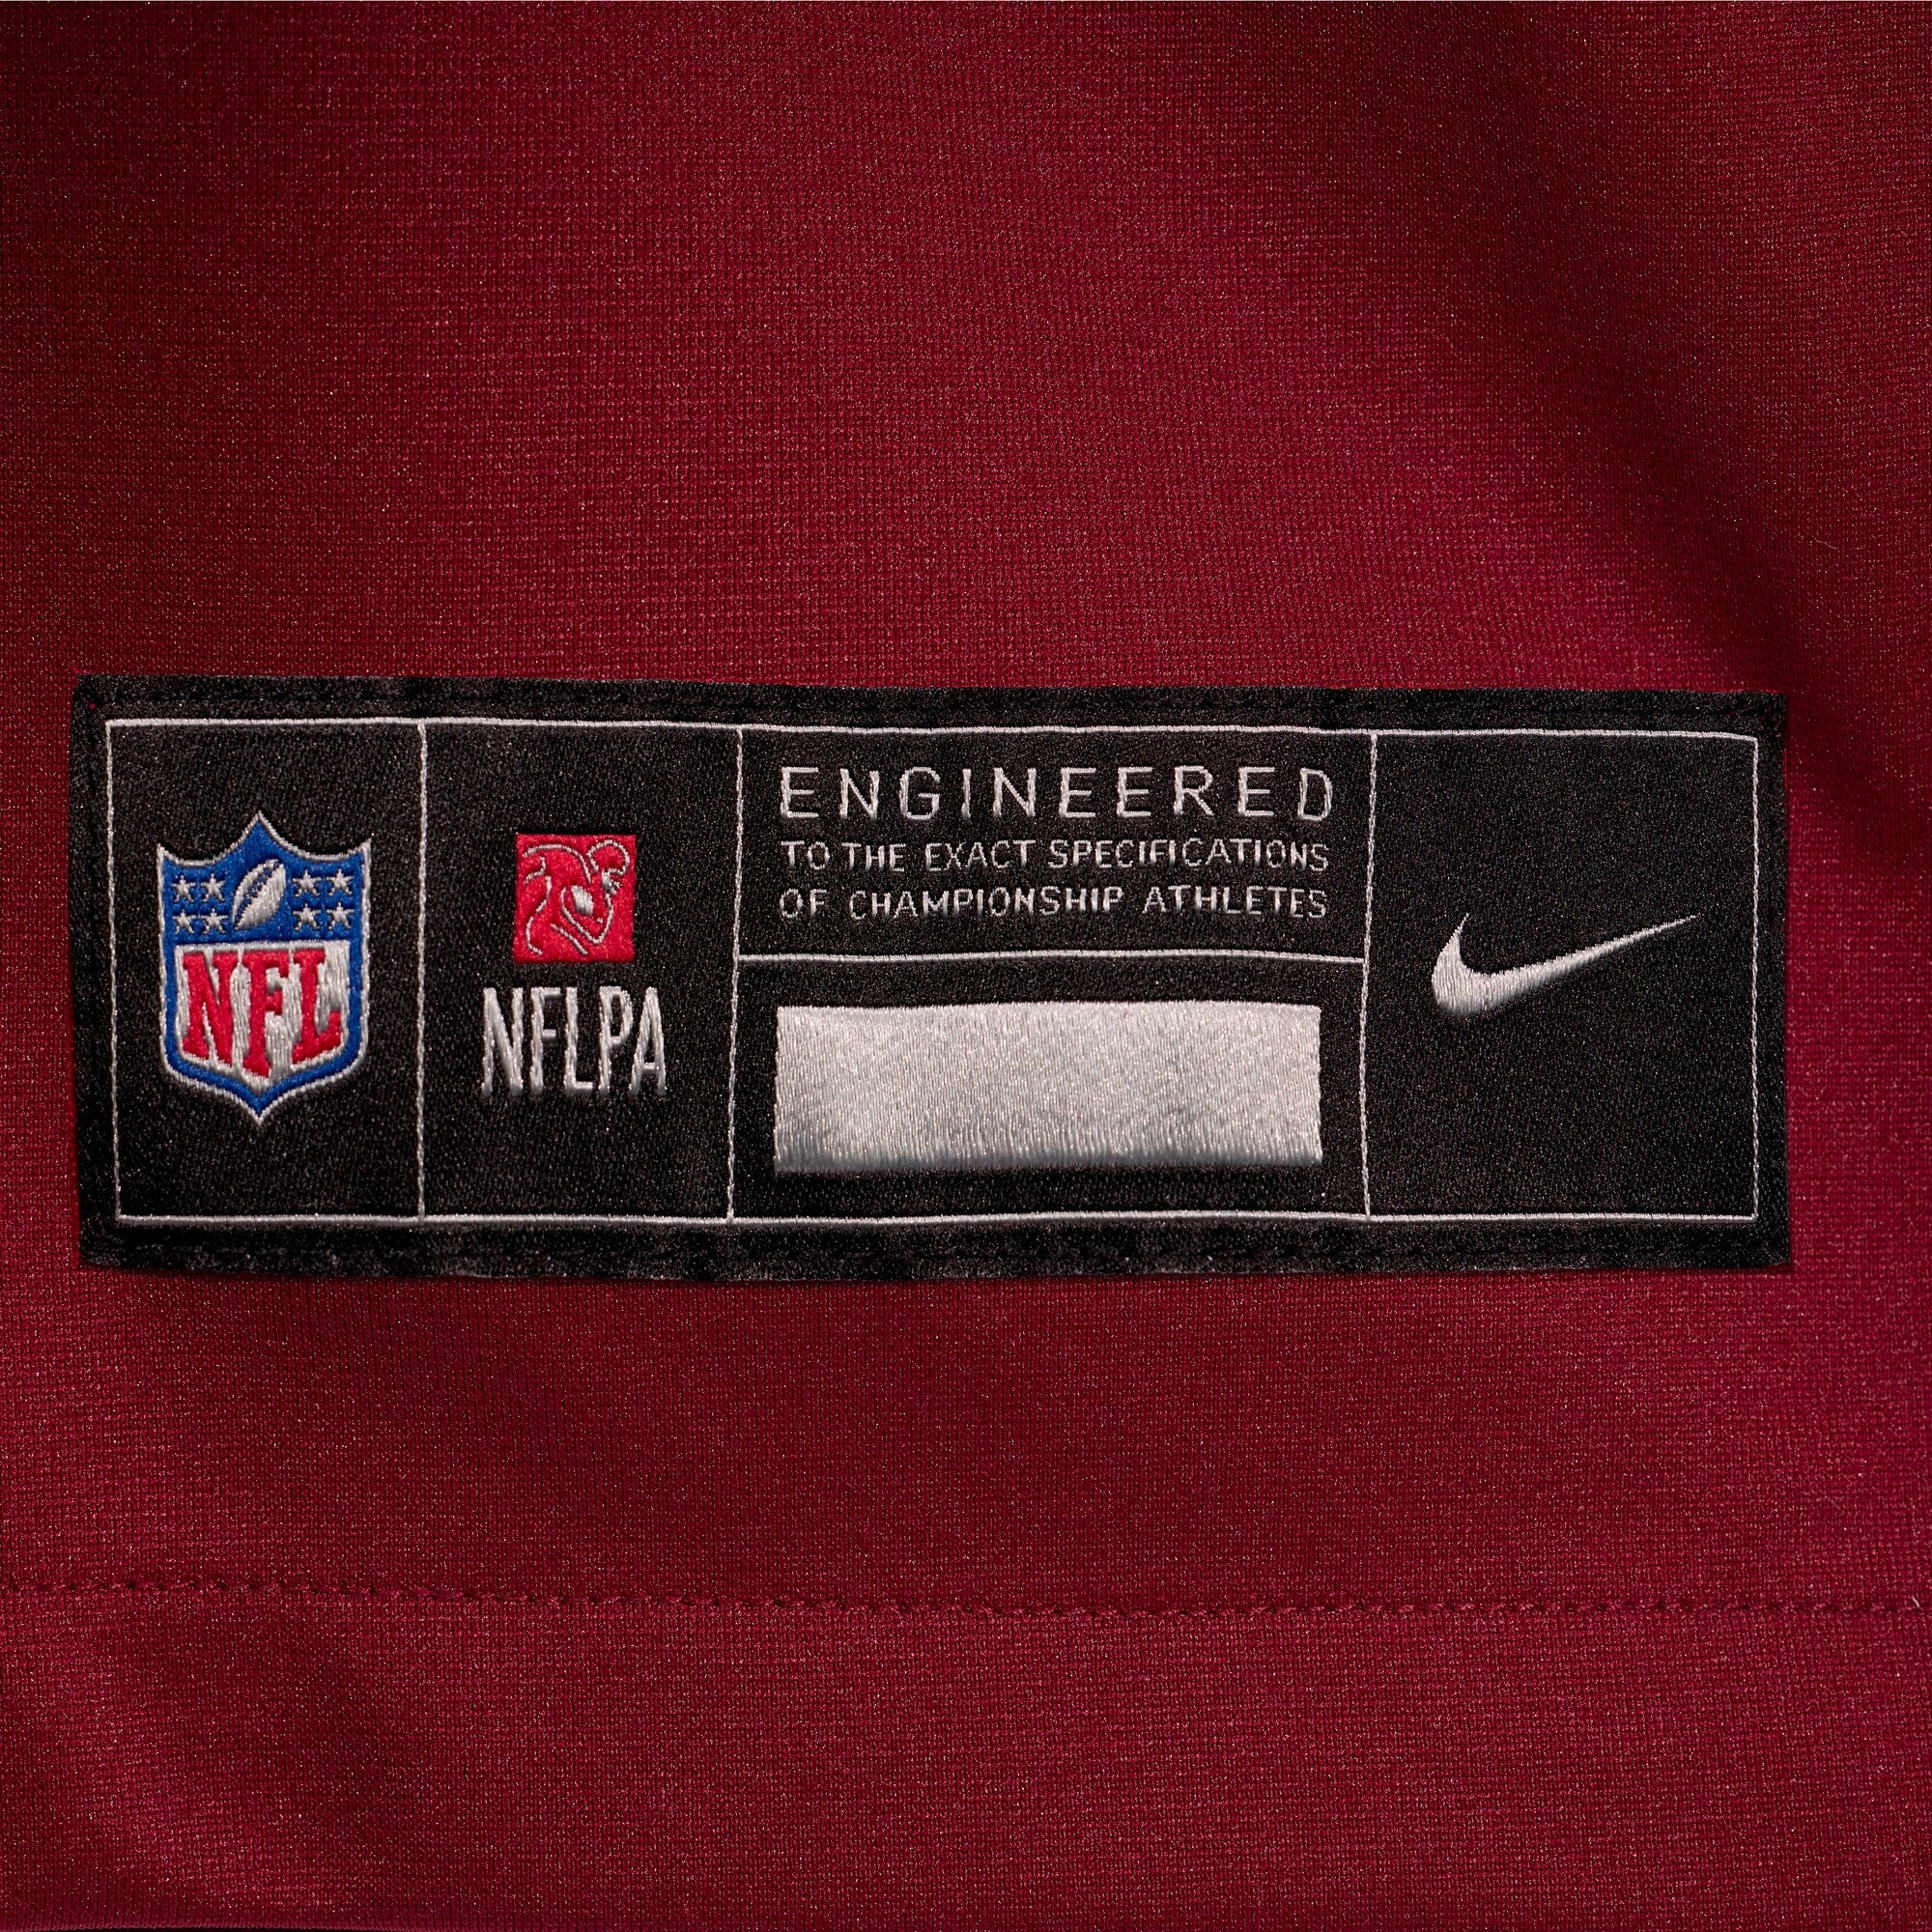 NFL
NFLPA
ENGINEERED
TO THE EXACT SPECIFICATIONS
OF CHAMPIONSHIP ATHLETES